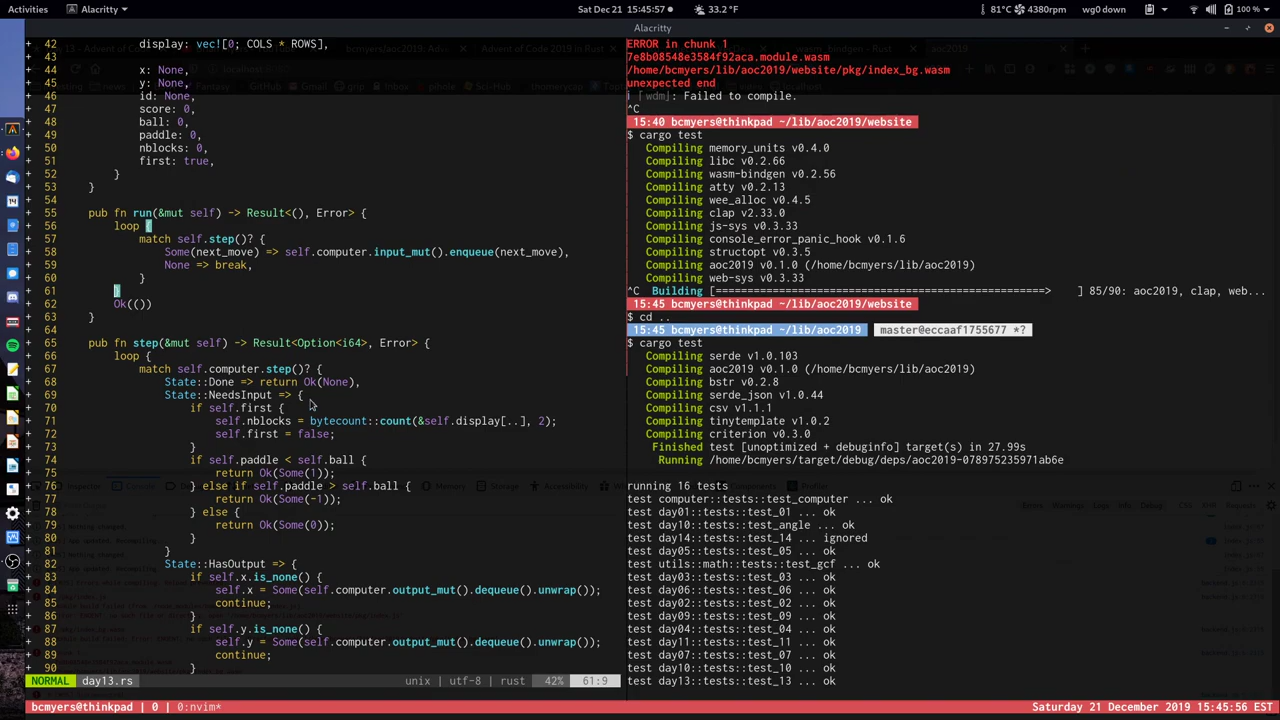 Activities
Alacritty
Sat Dec 21 15:45:57
33.2 °F
81°C
4380rpm
wg0 down
100 %
Alacritty
+ 42 display: vec![0; COLS * ROWS],
+ 43
+ 44 x: None,
+ 45 y: None,
+ 46 id: None,
+ 47 score: 0,
+ 48 ball: 0,
+ 49 paddle: 0,
+ 50 nblocks: 0,
+ 51 first: true,
+ 52 }
+ 53 }
+ 54
+ 55 pub fn run(&mut self) -> Result<(), Error> {
+ 56 loop {
+ 57 match self.step()? {
+ 58 Some(next_move) => self.computer.input_mut().enqueue(next_move),
+ 59 None => break,
+ 60 }
+ 61 }
+ 62 Ok(())
+ 63 }
+ 64
+ 65 pub fn step(&mut self) -> Result<Option<i64>, Error> {
+ 66 loop {
+ 67 match self.computer.step()? {
+ 68 State::Done => return Ok(None),
+ 69 State::NeedsInput => {
+ 70 if self.first {
+ 71 self.nblocks = bytecount::count(&self.display[..], 2);
+ 72 self.first = false;
+ 73 }
+ 74 if self.paddle < self.ball {
+ 75 return Ok(Some(1));
+ 76 } else if self.paddle > self.ball {
+ 77 return Ok(Some(-1));
+ 78 } else {
+ 79 return Ok(Some(0));
+ 80 }
+ 81 }
+ 82 State::HasOutput => {
+ 83 if self.x.is_none() {
+ 84 self.x = Some(self.computer.output_mut().dequeue().unwrap());
+ 85 continue;
+ 86 }
+ 87 if self.y.is_none() {
+ 88 self.y = Some(self.computer.output_mut().dequeue().unwrap());
+ 89 continue;
+ 90 }
NORMAL day13.rs unix | utf-8 | rust 42% 61:9
ERROR in chunk 1
7e8b08548e3584f92aca.module.wasm
/home/bcmyers/lib/aoc2019/website/pkg/index_bg.wasm
unexpected end
i ｢wdm｣: Failed to compile.
^C
15:40 bcmyers@thinkpad ~/lib/aoc2019/website
$ cargo test
Compiling memory_units v0.4.0
Compiling libc v0.2.66
Compiling wasm-bindgen v0.2.56
Compiling atty v0.2.13
Compiling wee_alloc v0.4.5
Compiling clap v2.33.0
Compiling js-sys v0.3.33
Compiling console_error_panic_hook v0.1.6
Compiling structopt v0.3.5
Compiling aoc2019 v0.1.0 (/home/bcmyers/lib/aoc2019)
Compiling web-sys v0.3.33
^C Building [====================================================> ] 85/90: aoc2019, clap, web...
15:45 bcmyers@thinkpad ~/lib/aoc2019/website
$ cd ..
15:45 bcmyers@thinkpad ~/lib/aoc2019 master@eccaaf1755677 *?
$ cargo test
Compiling serde v1.0.103
Compiling aoc2019 v0.1.0 (/home/bcmyers/lib/aoc2019)
Compiling bstr v0.2.8
Compiling serde_json v1.0.44
Compiling csv v1.1.1
Compiling tinytemplate v1.0.2
Compiling criterion v0.3.0
Finished test [unoptimized + debuginfo] target(s) in 27.99s
Running /home/bcmyers/target/debug/deps/aoc2019-078975235971ab6e
running 16 tests
test computer::tests::test_computer ... ok
test day01::tests::test_01 ... ok
test day10::tests::test_angle ... ok
test day14::tests::test_14 ... ignored
test day05::tests::test_05 ... ok
test utils::math::tests::test_gcf ... ok
test day03::tests::test_03 ... ok
test day06::tests::test_06 ... ok
test day02::tests::test_02 ... ok
test day09::tests::test_09 ... ok
test day04::tests::test_04 ... ok
test day11::tests::test_11 ... ok
test day07::tests::test_07 ... ok
test day10::tests::test_10 ... ok
test day13::tests::test_13 ... ok
bcmyers@thinkpad | 0 | 0:nvim*
Saturday 21 December 2019 15:45:56 EST